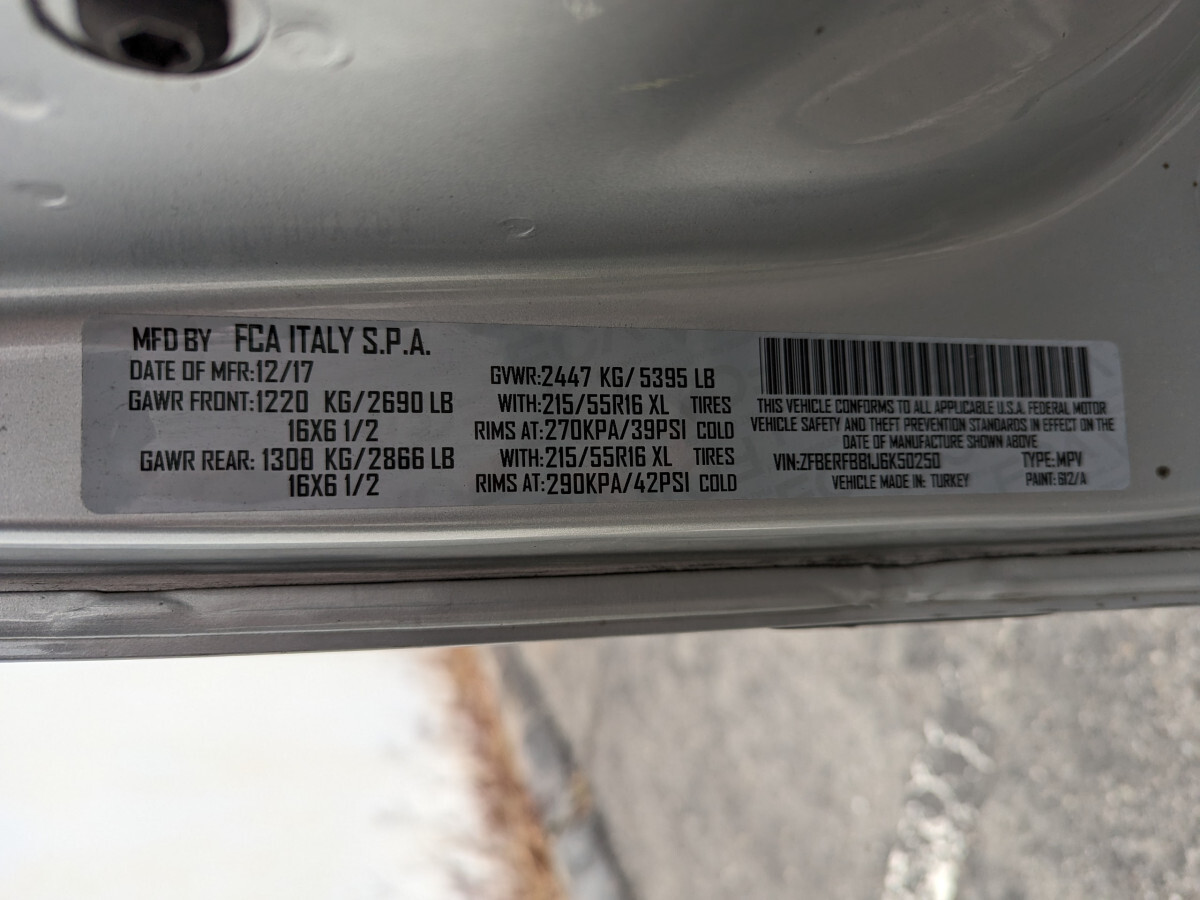 MFD BY FCA ITALY S.P.A.
DATE OF MFR:12/17 GVWR:2447 KG/ 5395 LB
GAWR FRONT:1220 KG/2690 LB WITH:215/55R16 XL TIRES
16X6 1/2 RIMS AT:270KPA/39PSI COLD
GAWR REAR: 1300 KG/2866 LB WITH:215/55R16 XL TIRES
16X6 1/2 RIMS AT:290KPA/42PSI COLD
THIS VEHICLE CONFORMS TO ALL APPLICABLE U.S.A. FEDERAL MOTOR
VEHICLE SAFETY AND THEFT PREVENTION STANDARDS IN EFFECT ON THE
DATE OF MANUFACTURE SHOWN ABOVE
VIN:ZFBERFBB1J6K50250 TYPE:MPV
VEHICLE MADE IN: TURKEY PAINT: 612/A